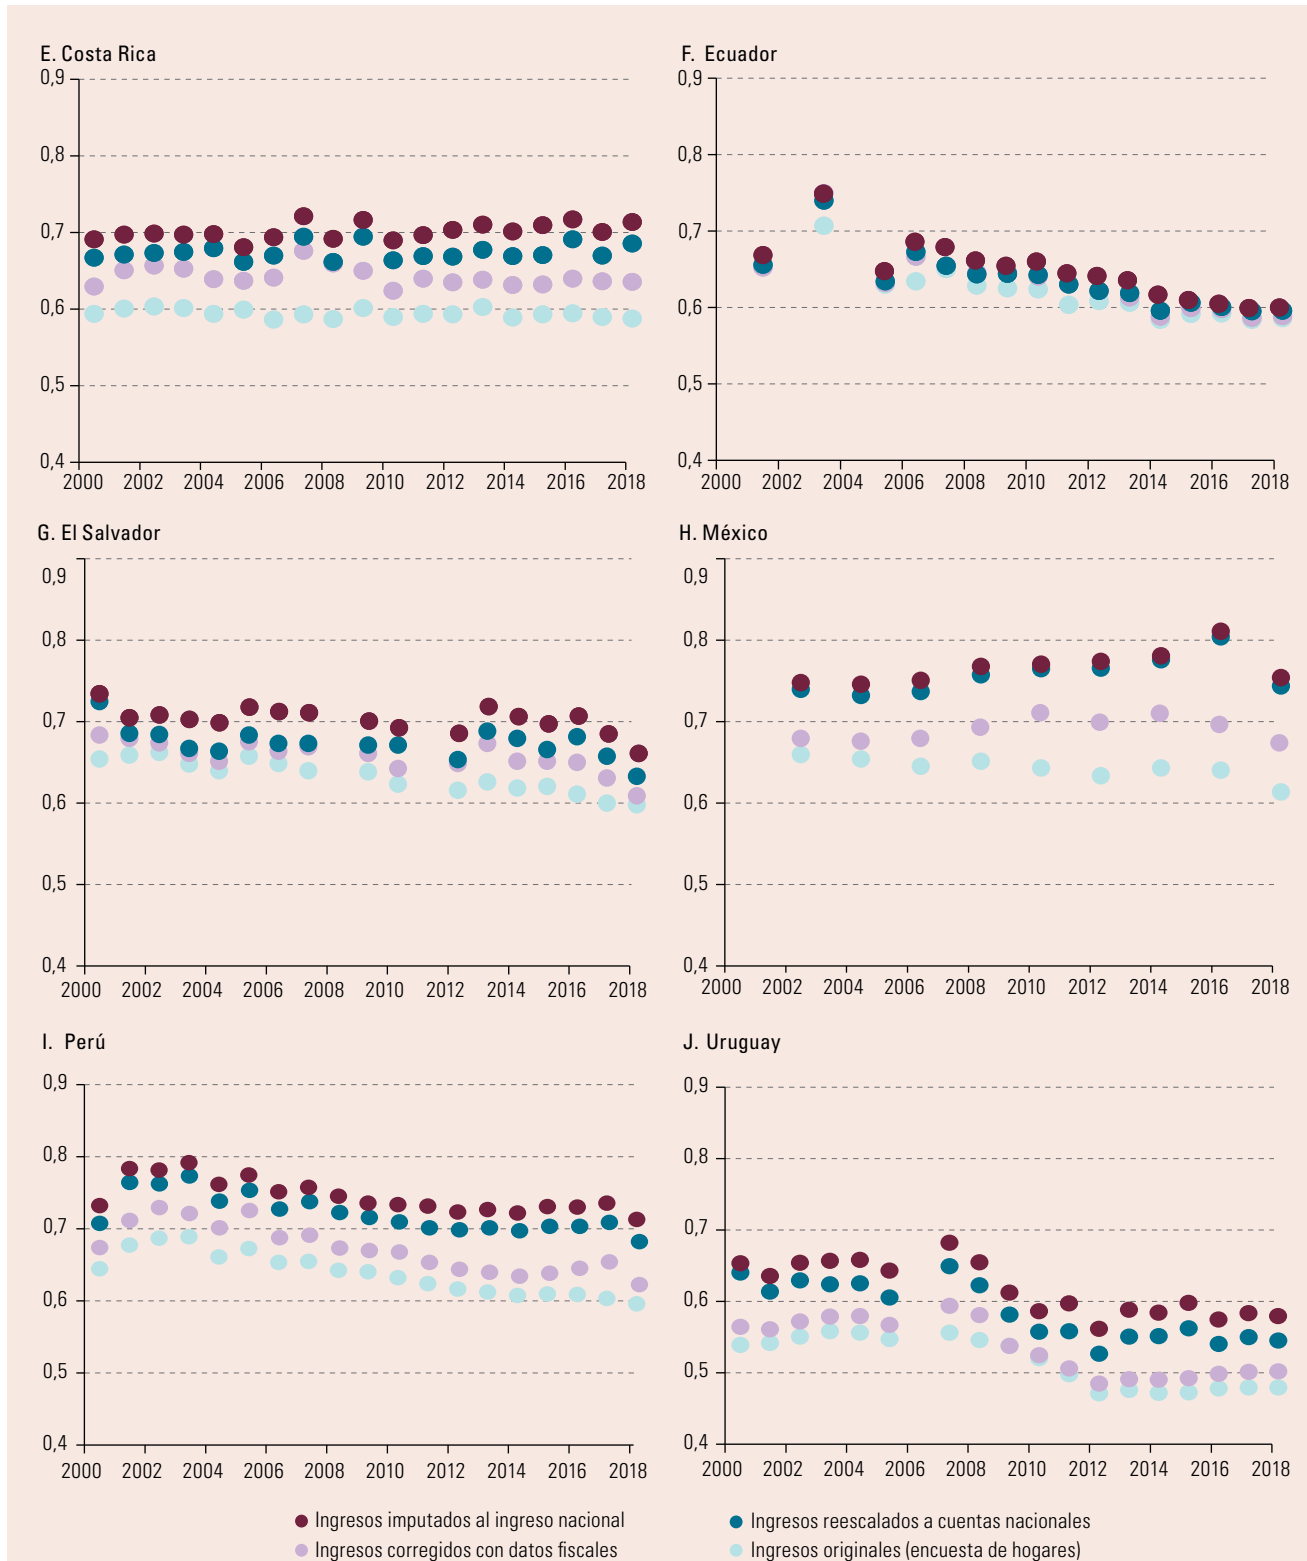 E. Costa Rica
0,9
0,8
0,7
0,6
0,5
0,4
2000 2002 2004 2006 2008 2010 2012 2014 2016 2018
F. Ecuador
0,9
0,8
0,7
0,6
0,5
0,4
2000 2002 2004 2006 2008 2010 2012 2014 2016 2018
G. El Salvador
0,9
0,8
0,7
0,6
0,5
0,4
2000 2002 2004 2006 2008 2010 2012 2014 2016 2018
H. México
0,9
0,8
0,7
0,6
0,5
0,4
2000 2002 2004 2006 2008 2010 2012 2014 2016 2018
I. Perú
0,9
0,8
0,7
0,6
0,5
0,4
2000 2002 2004 2006 2008 2010 2012 2014 2016 2018
J. Uruguay
0,9
0,8
0,7
0,6
0,5
0,4
2000 2002 2004 2006 2008 2010 2012 2014 2016 2018
Ingresos imputados al ingreso nacional
Ingresos reescalados a cuentas nacionales
Ingresos corregidos con datos fiscales
Ingresos originales (encuesta de hogares)